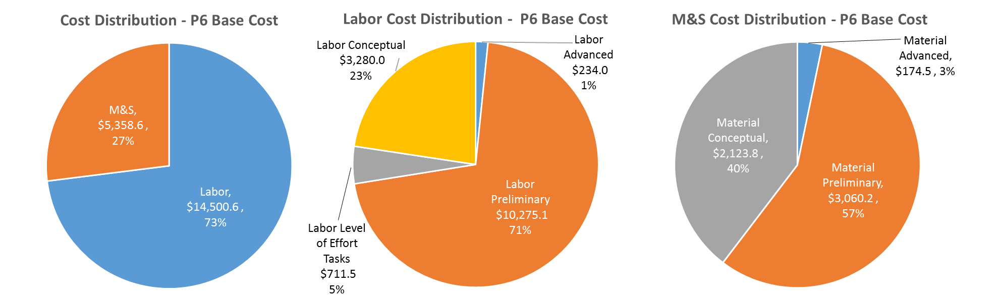 Cost Distribution - P6 Base Cost
M&S,
$5,358.6 ,
27%
Labor,
$14,500.6 ,
73%
Labor Cost Distribution -  P6 Base Cost
Labor Conceptual
$3,280.0
23%
Labor
Advanced
$234.0
1%
Labor
Preliminary
$10,275.1
71%
Labor Level
of Effort
Tasks
$711.5
5%
M&S Cost Distribution - P6 Base Cost
Material
Advanced,
$174.5 , 3%
Material
Conceptual,
$2,123.8 ,
40%
Material
Preliminary,
$3,060.2 ,
57%